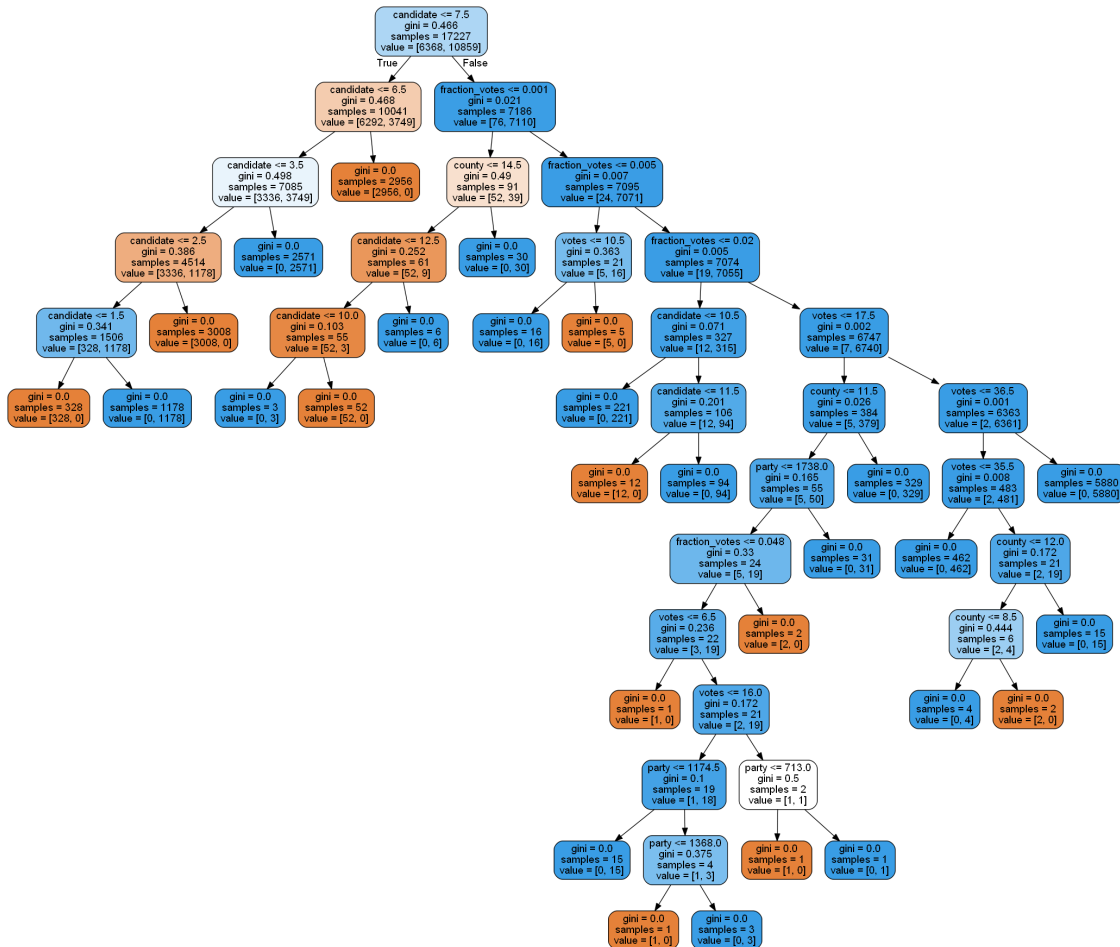 candidate <= 7.5
gini = 0.466
samples = 17227
value = [6368, 10859]
True
False
candidate <= 6.5
gini = 0.468
samples = 10041
value = [6292, 3749]
fraction_votes <= 0.001
gini = 0.021
samples = 7186
value = [76, 7110]
candidate <= 3.5
gini = 0.498
samples = 7085
value = [3336, 3749]
gini = 0.0
samples = 2956
value = [2956, 0]
county <= 14.5
gini = 0.49
samples = 91
value = [52, 39]
fraction_votes <= 0.005
gini = 0.007
samples = 7095
value = [24, 7071]
candidate <= 2.5
gini = 0.386
samples = 4514
value = [3336, 1178]
gini = 0.0
samples = 2571
value = [0, 2571]
candidate <= 12.5
gini = 0.252
samples = 61
value = [52, 9]
gini = 0.0
samples = 30
value = [0, 30]
votes <= 10.5
gini = 0.363
samples = 21
value = [5, 16]
fraction_votes <= 0.02
gini = 0.005
samples = 7074
value = [19, 7055]
candidate <= 1.5
gini = 0.341
samples = 1506
value = [328, 1178]
gini = 0.0
samples = 3008
value = [3008, 0]
candidate <= 10.0
gini = 0.103
samples = 55
value = [52, 3]
gini = 0.0
samples = 6
value = [0, 6]
gini = 0.0
samples = 16
value = [0, 16]
gini = 0.0
samples = 5
value = [5, 0]
candidate <= 10.5
gini = 0.071
samples = 327
value = [12, 315]
votes <= 17.5
gini = 0.002
samples = 6747
value = [7, 6740]
gini = 0.0
samples = 328
value = [328, 0]
gini = 0.0
samples = 1178
value = [0, 1178]
gini = 0.0
samples = 3
value = [0, 3]
gini = 0.0
samples = 52
value = [52, 0]
gini = 0.0
samples = 221
value = [0, 221]
candidate <= 11.5
gini = 0.201
samples = 106
value = [12, 94]
county <= 11.5
gini = 0.026
samples = 384
value = [5, 379]
votes <= 36.5
gini = 0.001
samples = 6363
value = [2, 6361]
gini = 0.0
samples = 12
value = [12, 0]
gini = 0.0
samples = 94
value = [0, 94]
party <= 1738.0
gini = 0.165
samples = 55
value = [5, 50]
gini = 0.0
samples = 329
value = [0, 329]
votes <= 35.5
gini = 0.008
samples = 483
value = [2, 481]
gini = 0.0
samples = 5880
value = [0, 5880]
fraction_votes <= 0.048
gini = 0.33
samples = 24
value = [5, 19]
gini = 0.0
samples = 31
value = [0, 31]
gini = 0.0
samples = 462
value = [0, 462]
county <= 12.0
gini = 0.172
samples = 21
value = [2, 19]
votes <= 6.5
gini = 0.236
samples = 22
value = [3, 19]
gini = 0.0
samples = 2
value = [2, 0]
county <= 8.5
gini = 0.444
samples = 6
value = [2, 4]
gini = 0.0
samples = 15
value = [0, 15]
gini = 0.0
samples = 1
value = [1, 0]
votes <= 16.0
gini = 0.172
samples = 21
value = [2, 19]
gini = 0.0
samples = 4
value = [0, 4]
gini = 0.0
samples = 2
value = [2, 0]
party <= 1174.5
gini = 0.1
samples = 19
value = [1, 18]
party <= 713.0
gini = 0.5
samples = 2
value = [1, 1]
gini = 0.0
samples = 15
value = [0, 15]
party <= 1368.0
gini = 0.375
samples = 4
value = [1, 3]
gini = 0.0
samples = 1
value = [1, 0]
gini = 0.0
samples = 1
value = [0, 1]
gini = 0.0
samples = 1
value = [1, 0]
gini = 0.0
samples = 3
value = [0, 3]